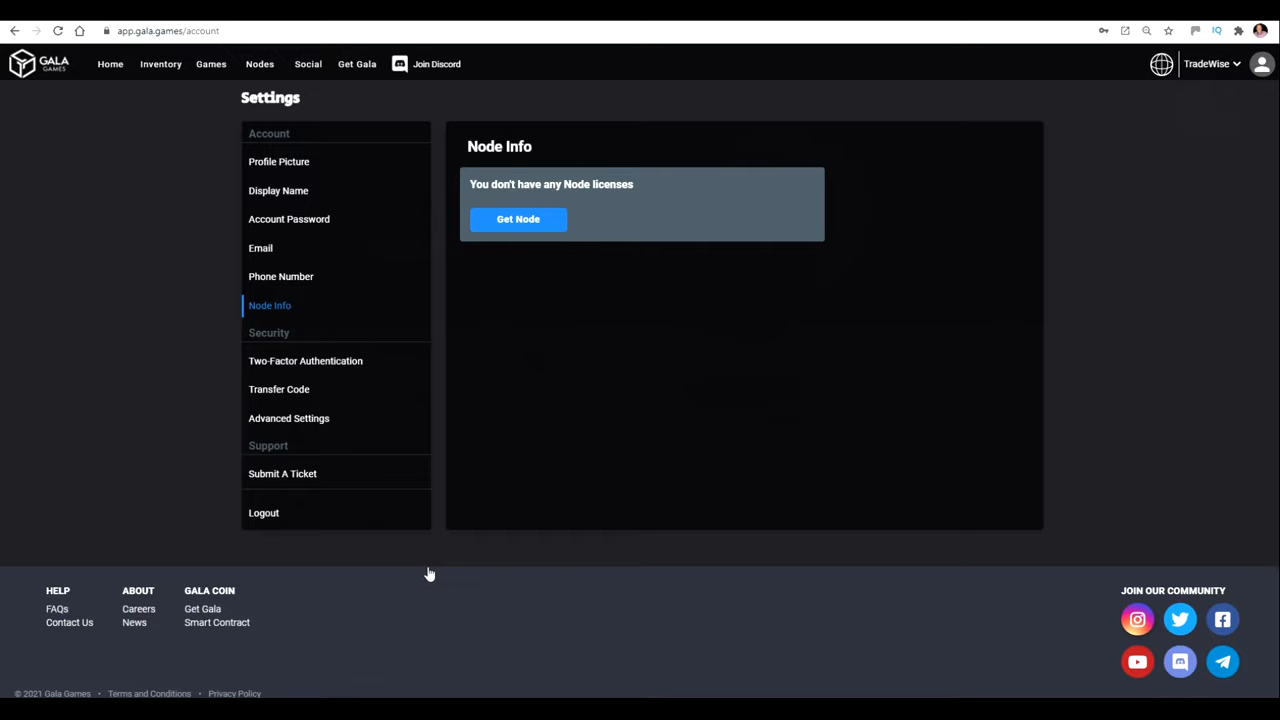 app.gala.games/account
GALA
GAMES
Home
Inventory
Games
Nodes
Social
Get Gala
Join Discord
TradeWise
Settings
Account
Profile Picture
Display Name
Account Password
Email
Phone Number
Node Info
Security
Two-Factor Authentication
Transfer Code
Advanced Settings
Support
Submit A Ticket
Logout
Node Info
You don't have any Node licenses
Get Node
HELP
FAQs
Contact Us
ABOUT
Careers
News
GALA COIN
Get Gala
Smart Contract
JOIN OUR COMMUNITY
© 2021 Gala Games • Terms and Conditions • Privacy Policy
IQ